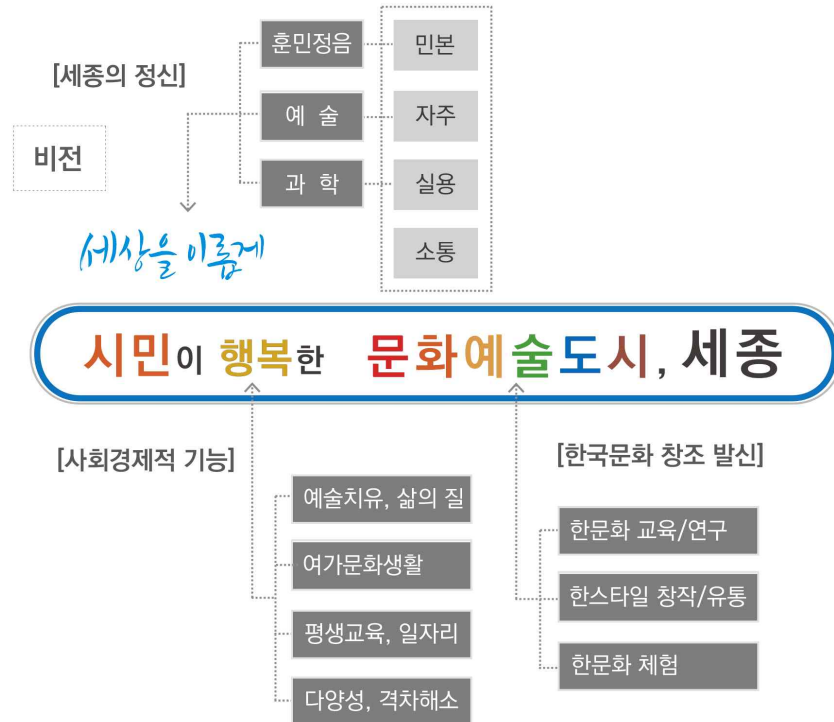 훈민정음
민본
[세종의 정신]
예 술
자주
비전
과 학
실용
세상을 이롭게
소통
시민이 행복한 문화예술도시, 세종
[사회경제적 기능]
예술치유, 삶의 질
여가문화생활
평생교육, 일자리
다양성, 격차해소
[한국문화 창조 발신]
한문화 교육/연구
한스타일 창작/유통
한문화 체험